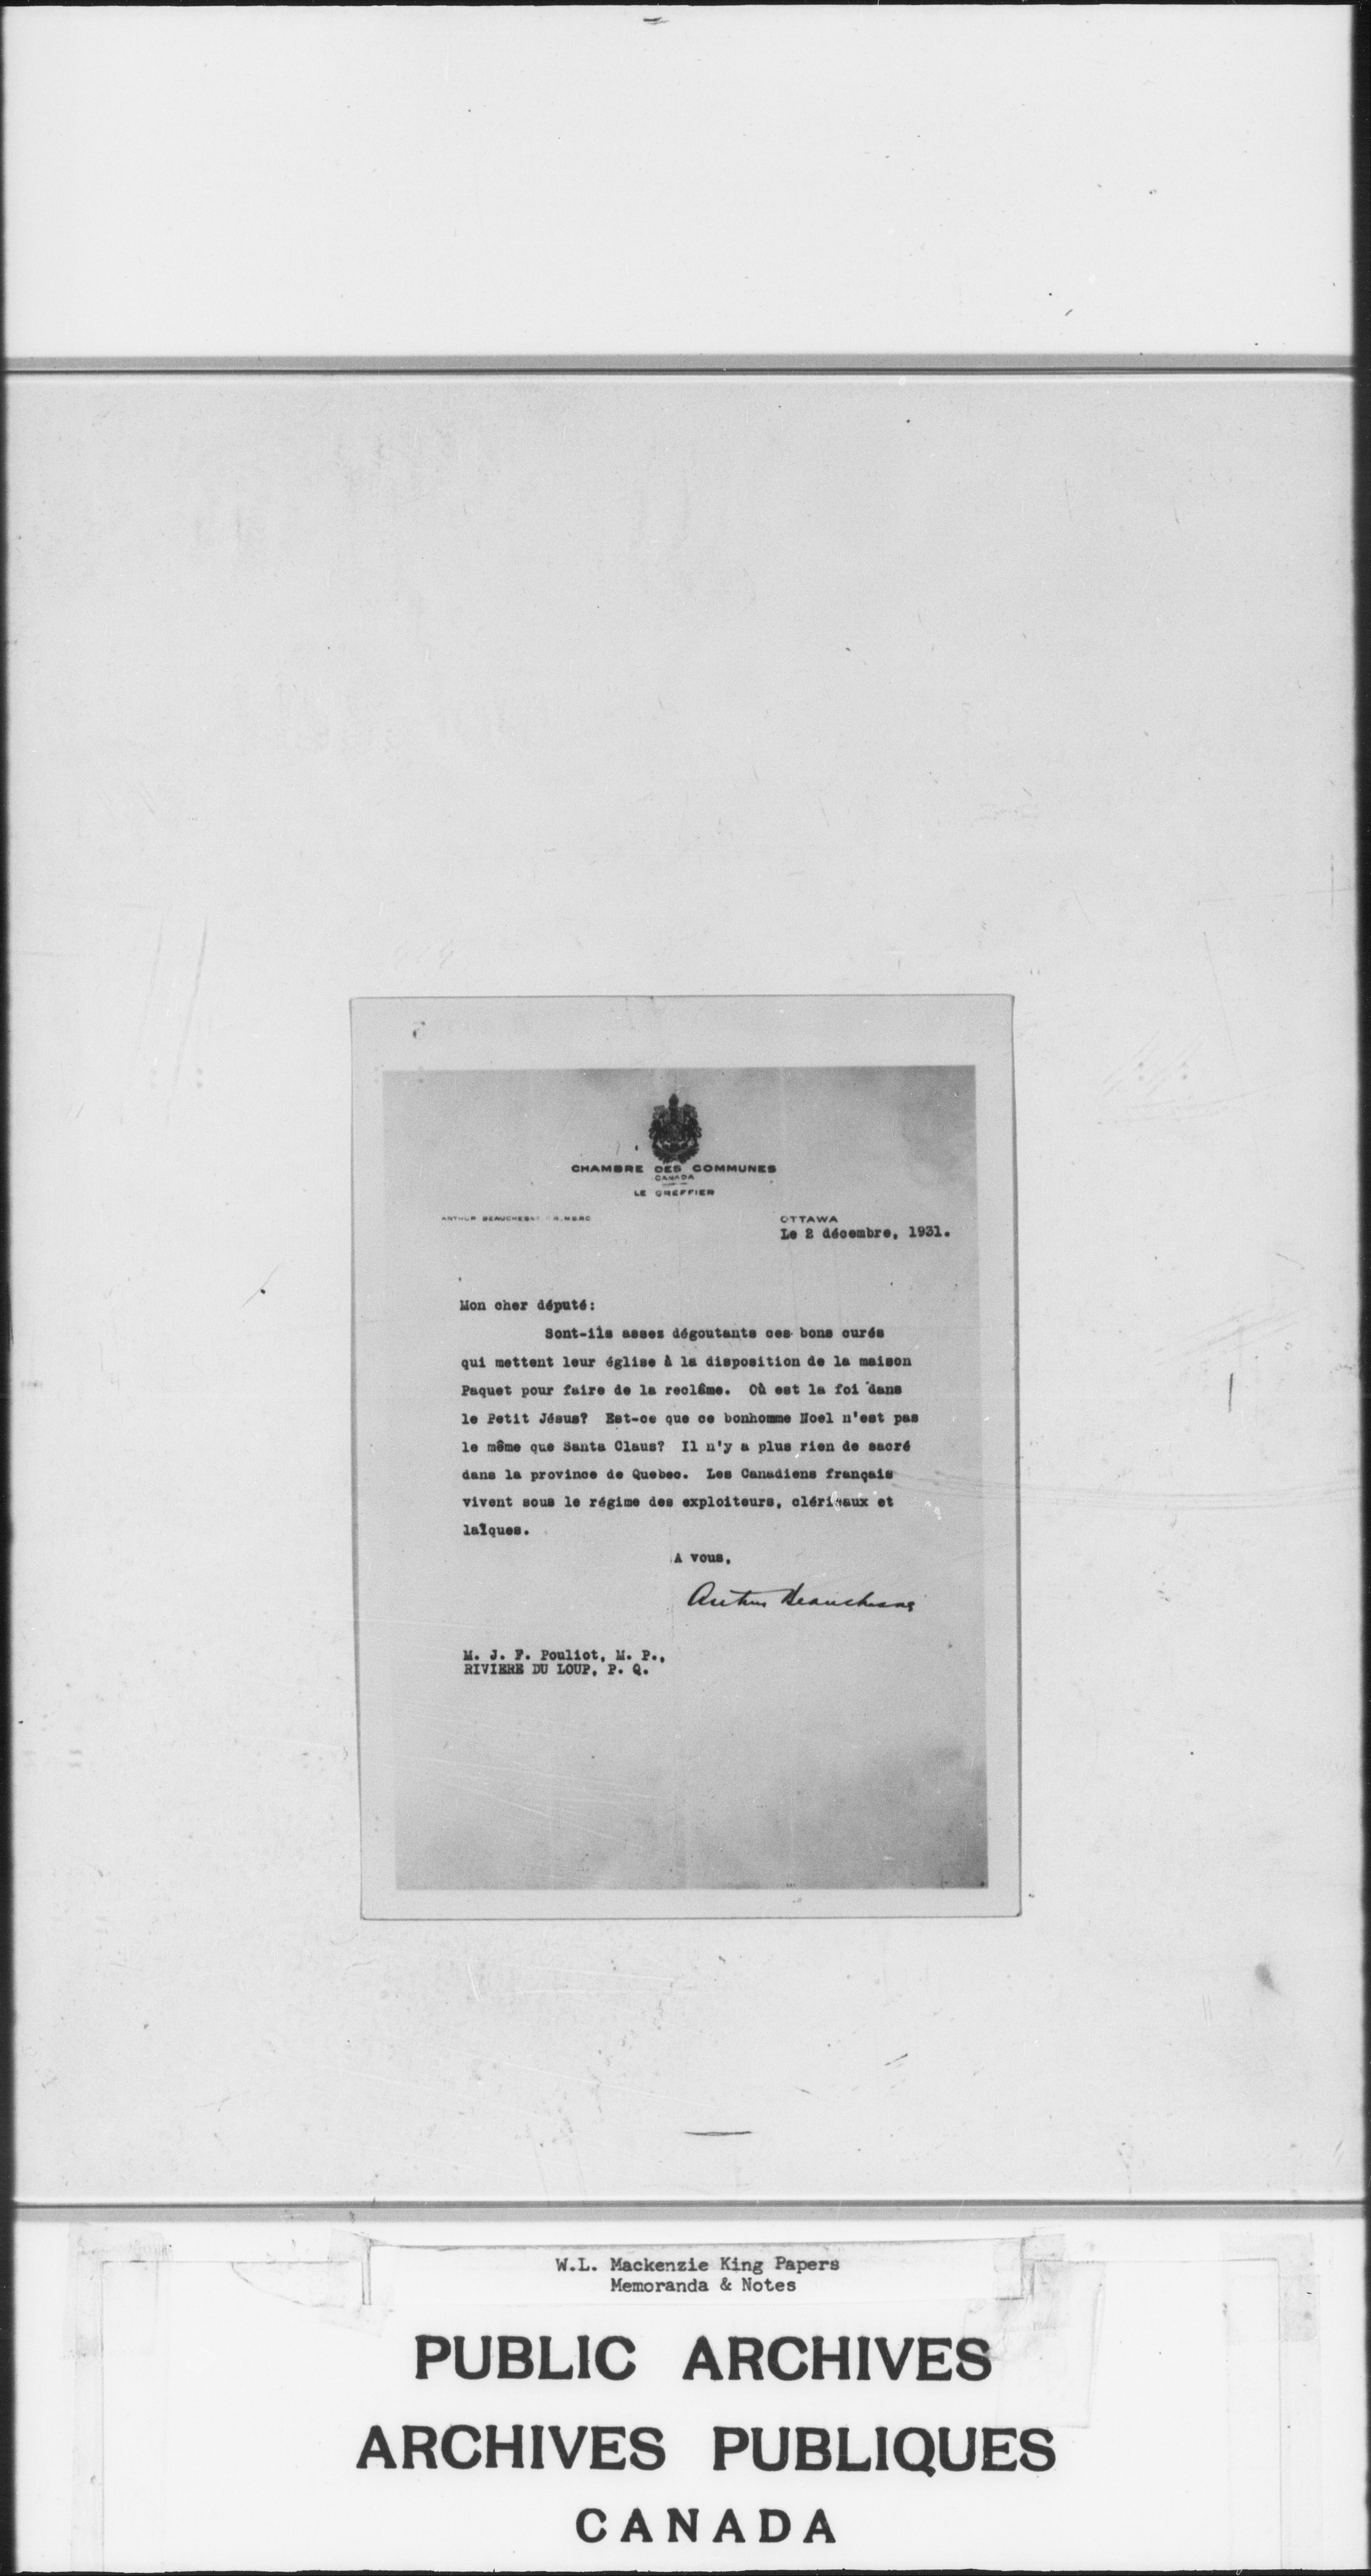 CHAMBRE DES COMMUNES
CANADA
LE GREFFIER
ARTHUR BEAUCHESNE
OTTAWA
Le 2 décembre, 1931.
Mon cher député:
Sont-ils assez dégoutants ces bons curés
qui mettent leur église à la disposition de la maison
Paquet pour faire de la reclâme. Où est la foi dans
le Petit Jésus? Est-ce que ce bonhomme Noel n'est pas
le même que Santa Claus? Il n'y a plus rien de sacré
dans la province de Quebec. Les Canadiens français
vivent sous le régime des exploiteurs, cléricaux et
laïques.
A vous,
Arthur Beauchesne
M. J. F. Pouliot, M. P.,
RIVIERE DU LOUP, P. Q.
W.L. Mackenzie King Papers
Memoranda & Notes
PUBLIC ARCHIVES
ARCHIVES PUBLIQUES
CANADA